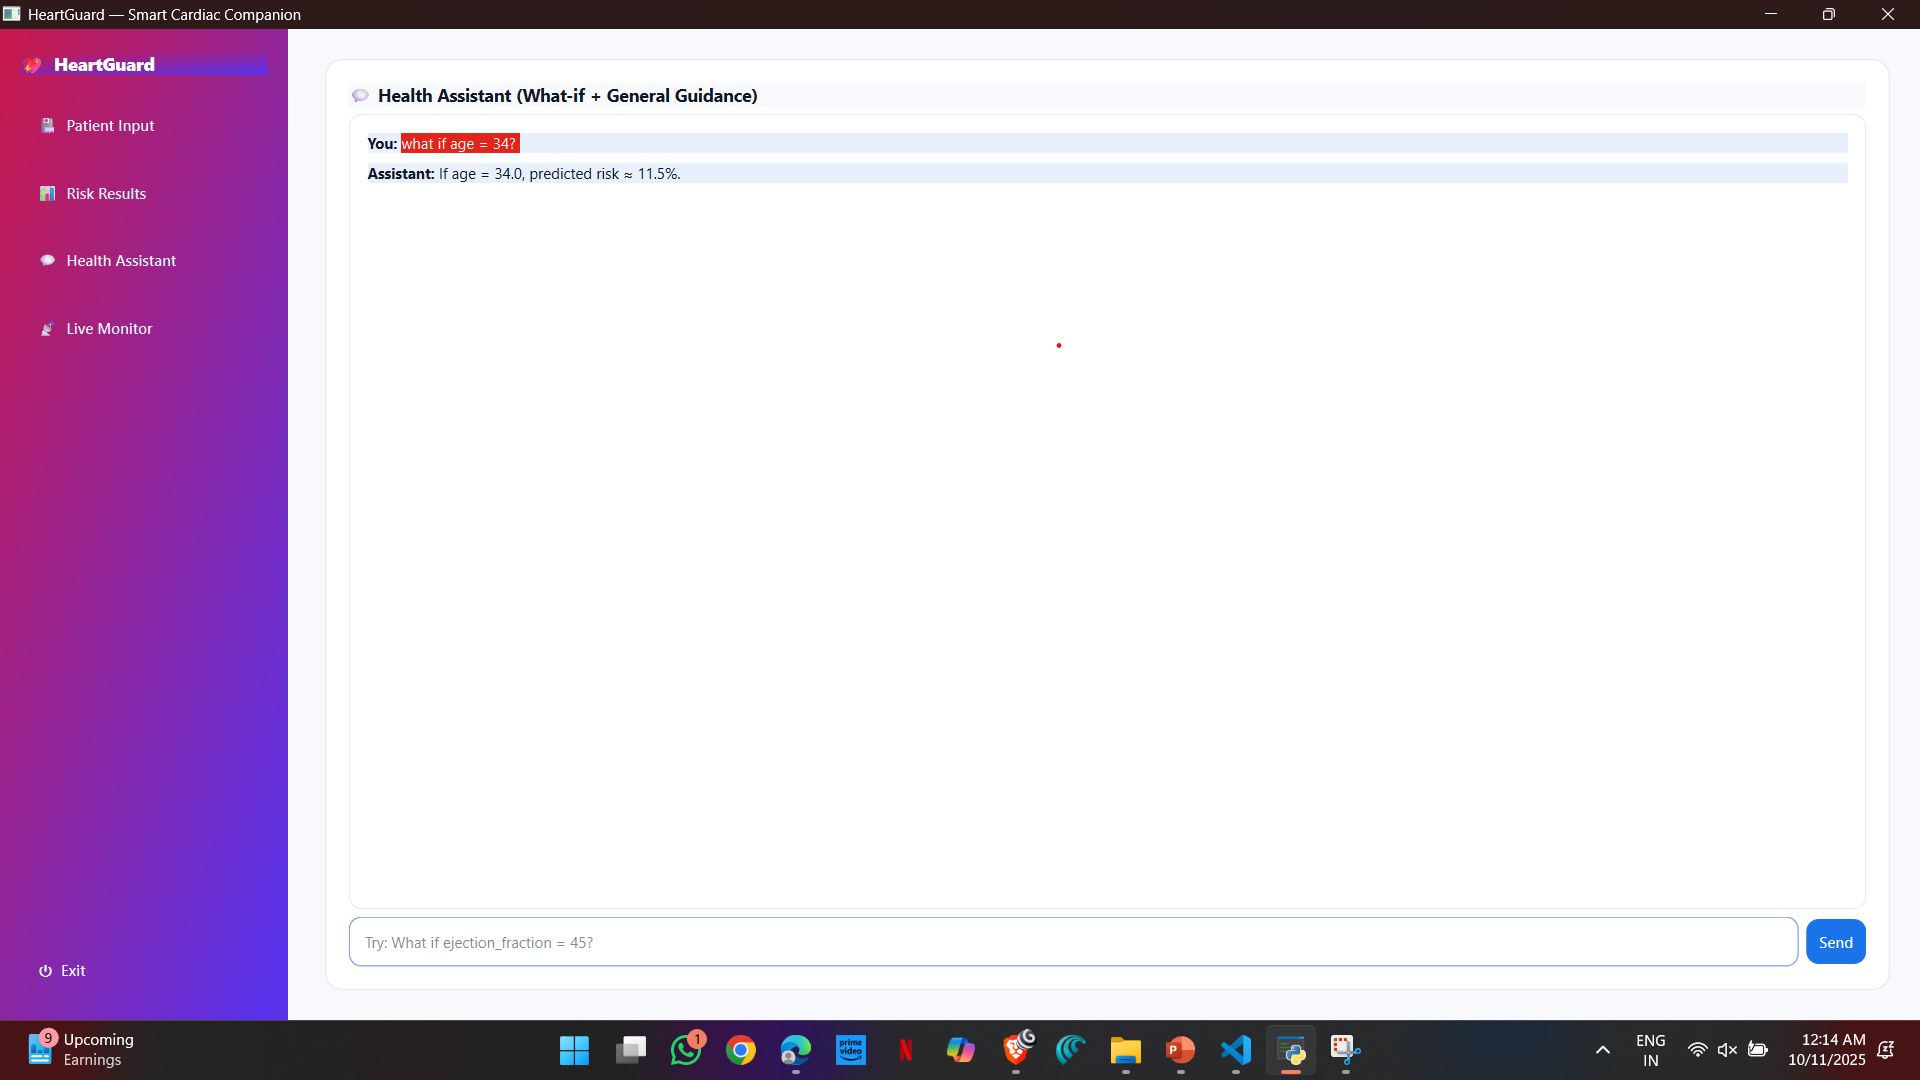 HeartGuard — Smart Cardiac Companion
HeartGuard
Patient Input
Risk Results
Health Assistant
Live Monitor
Exit
Health Assistant (What-if + General Guidance)
You: what if age = 34?
Assistant: If age = 34.0, predicted risk ≈ 11.5%.
Try: What if ejection_fraction = 45?
Send
9
Upcoming
Earnings
1
prime
video
N
P
ENG
IN
12:14 AM
10/11/2025